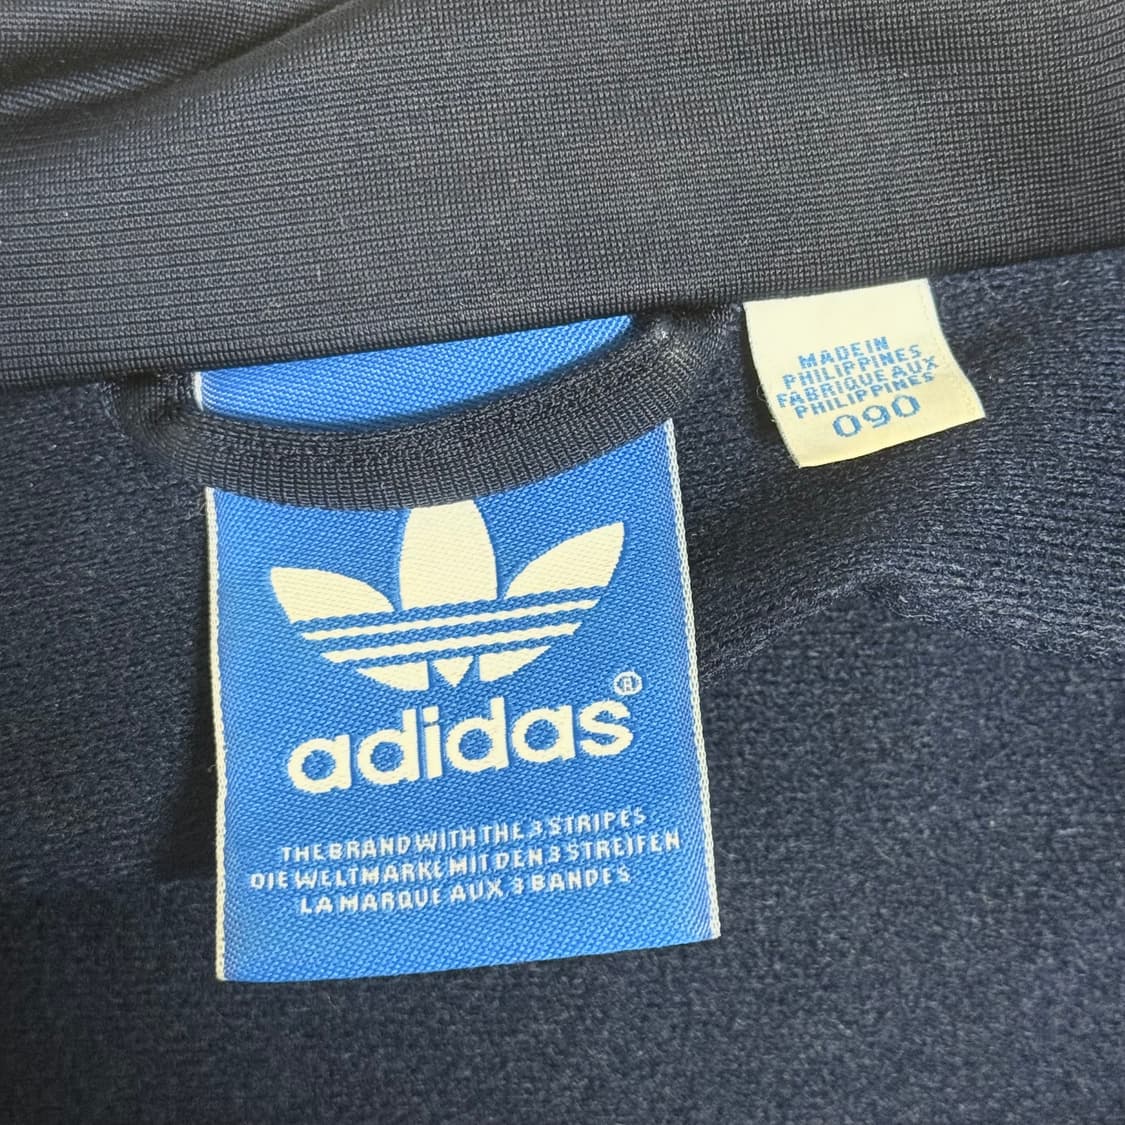 MADE IN
PHILIPPINES
FABRIQUE AUX
PHILIPPINES
090
adidas®
THE BRAND WITH THE 3 STRIPES
DIE WELTMARKE MIT DEN 3 STREIFEN
LA MARQUE AUX 3 BANDES